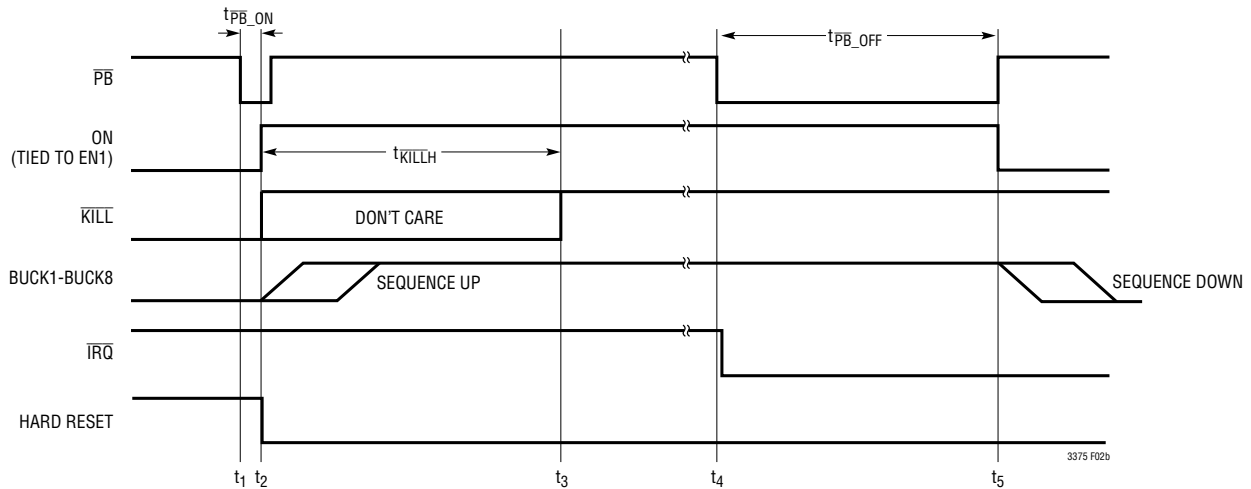 tPB_ON
tPB_OFF
PB
ON
(TIED TO EN1)
tKILLH
KILL
DON'T CARE
BUCK1-BUCK8
SEQUENCE UP
SEQUENCE DOWN
IRQ
HARD RESET
3375 F02b
t1 t2 t3 t4 t5